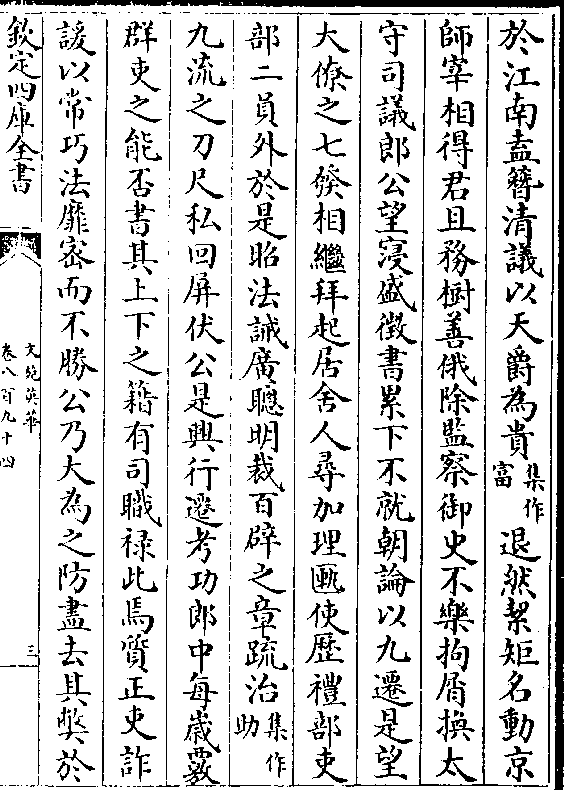 於江南盍簪清議以天爵為貴集作富退然絜矩名動京
師宰相得君且務樹善俄除監察御史不樂拘屑換太
守司議郎公望寖盛徵書累下不就朝論以九遷是望
大僚之七發相繼拜起居舍人尋加理匭使歷禮部吏
部二員外於是昭法誡廣聰明裁百辟之章疏治集作助
九流之刀尺私回屏伏公是興行遷考功郎中每歲覈
群吏之能否書其上下之籍有司職祿此焉質正吏詐
諼以常巧法靡密而不勝公乃大為之防盡去其弊於
欽定四庫全書
文苑英華
卷八百九十四
三